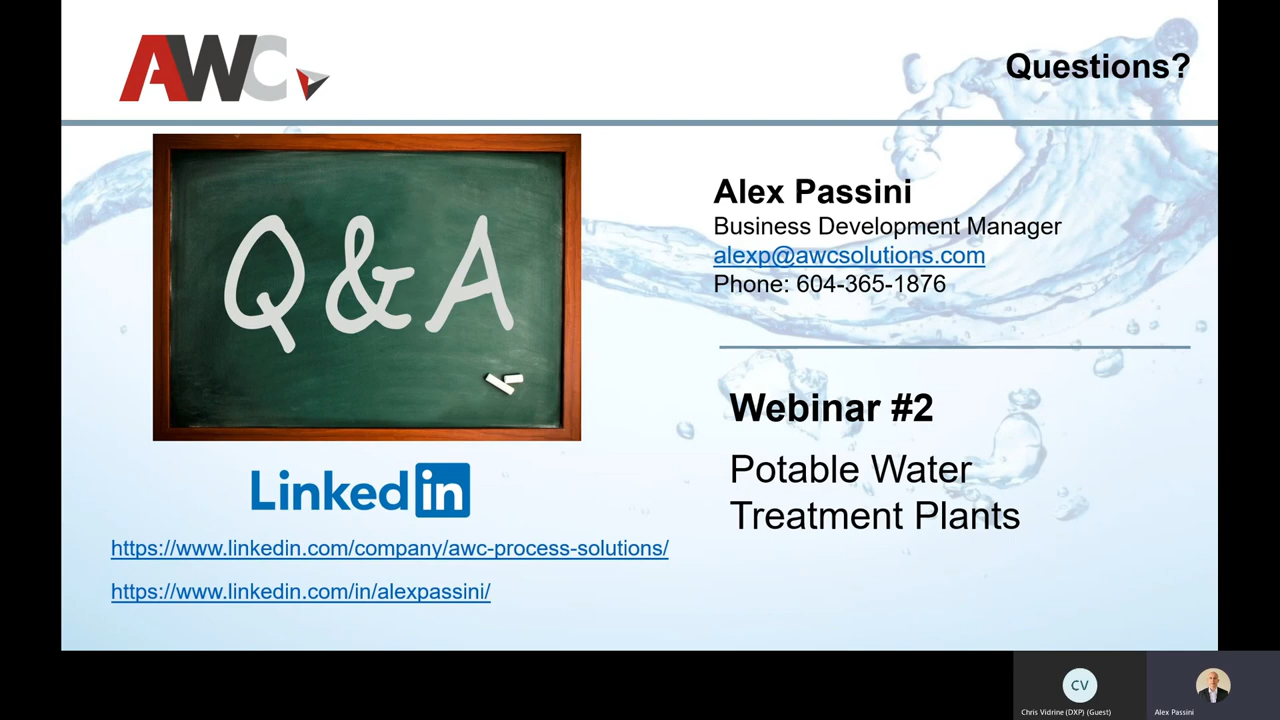 AWC
Questions?
Q & A
Alex Passini
Business Development Manager
alexp@awcsolutions.com
Phone: 604-365-1876
Webinar #2
Potable Water
Treatment Plants
Linked in
https://www.linkedin.com/company/awc-process-solutions/
https://www.linkedin.com/in/alexpassini/
CV
Chris Vidrine (DXP) (Guest)
Alex Passini